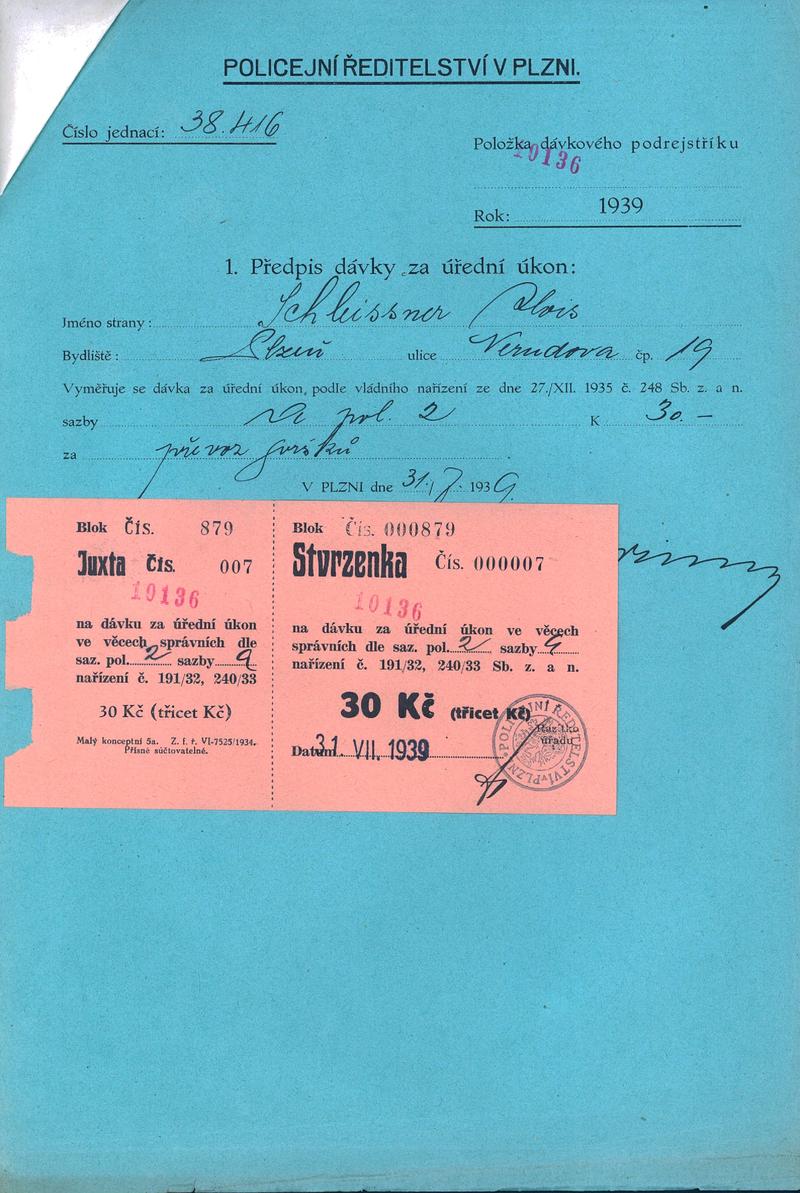 POLICEJNÍ ŘEDITELSTVÍ V PLZNI.
Číslo jednací: 38.416
Položka dávkového podrejstříku
10136
Rok: 1939
1. Předpis dávky za úřední úkon:
Jméno strany: Schleissner Alois
Bydliště: Plzeň ulice Nerudova čp. 19
Vyměřuje se dávka za úřední úkon, podle vládního nařízení ze dne 27./XII. 1935 č. 248 Sb. z. a n.
sazby A pol. 2 K 30.–
za převoz
V PLZNI dne 31./7. 1939.
Blok Čís. 879
Juxta Čís. 007
10136
na dávku za úřední úkon
ve věcech správních dle
saz. pol. 2 sazby
nařízení č. 191/32, 240/33
30 Kč (třicet Kč)
Malý konceptní 5a. Z. f. ř. VI-7525/1934.
Přísně súčtovatelné.
Blok Čís. 000879
Stvrzenka Čís. 000007
10136
na dávku za úřední úkon ve věcech
správních dle saz. pol. 2 sazby
nařízení č. 191/32, 240/33 Sb. z. a n.
30 Kč (třicet Kč)
Razítko
úřadu
Datum 31. VII. 1939
POLICEJNÍ ŘEDITELSTVÍ V PLZNI